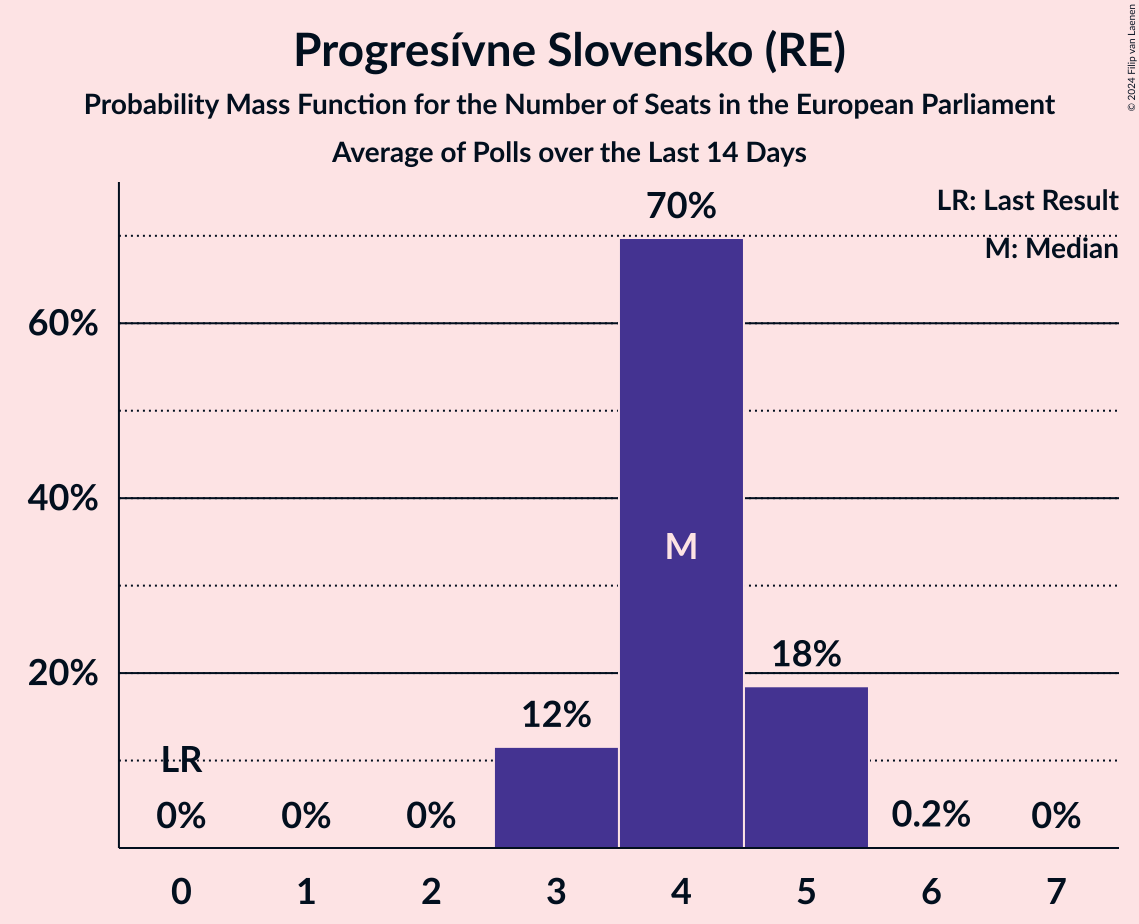 Progresívne Slovensko (RE)
Probability Mass Function for the Number of Seats in the European Parliament
Average of Polls over the Last 14 Days
© 2024 Filip van Laenen
LR: Last Result
M: Median
70%
60%
40%
20%
M
18%
12%
LR
0%
0%
0%
0.2%
0%
0
1
2
3
4
5
6
7